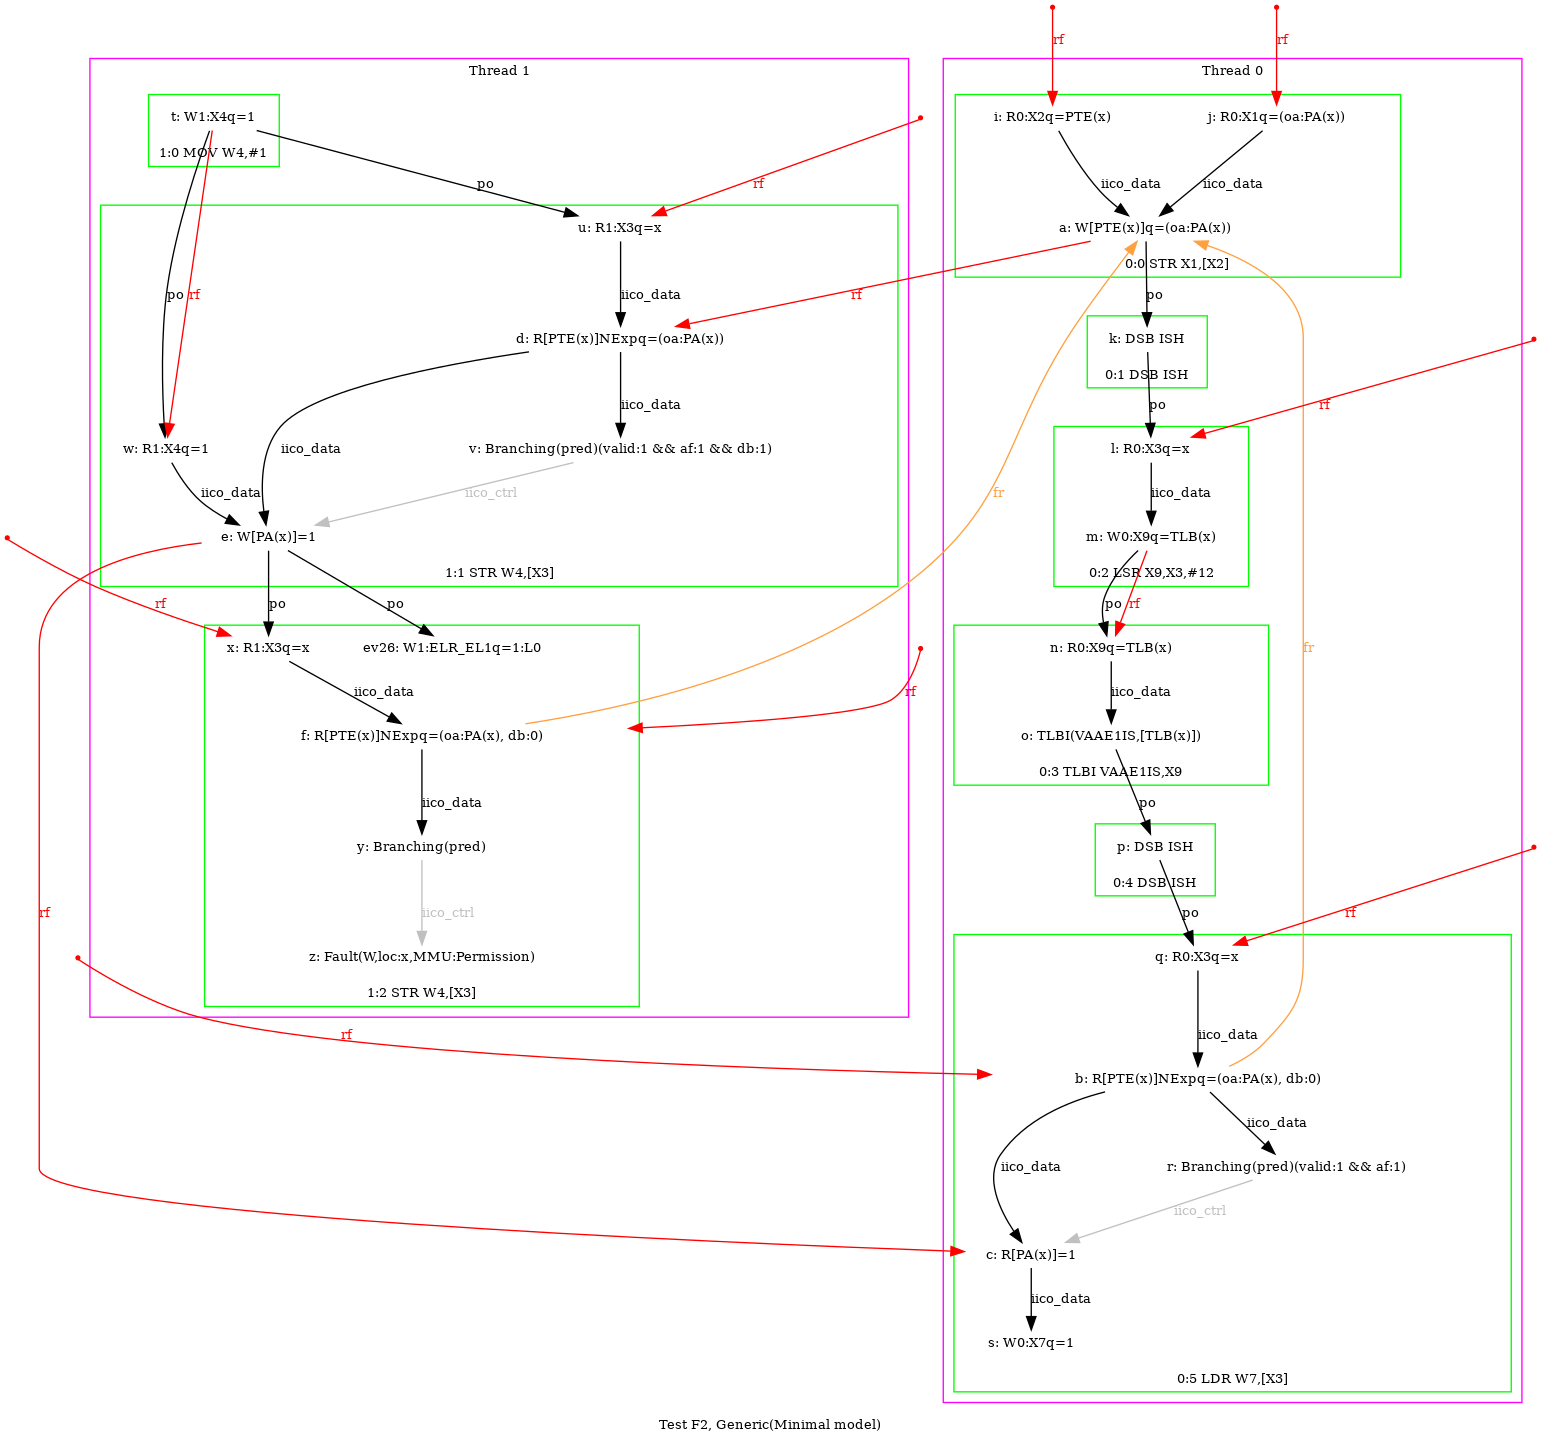 rf
rf
Thread 1
Thread 0
t: W1:X4q=1
1:0 MOV W4,#1
i: R0:X2q=PTE(x)
j: R0:X1q=(oa:PA(x))
po
rf
iico_data
iico_data
u: R1:X3q=x
a: W[PTE(x)]q=(oa:PA(x))
0:0 STR X1,[X2]
po
rf
iico_data
rf
po
d: R[PTE(x)]NExpq=(oa:PA(x))
k: DSB ISH
0:1 DSB ISH
iico_data
po
rf
w: R1:X4q=1
iico_data
v: Branching(pred)(valid:1 && af:1 && db:1)
l: R0:X3q=x
iico_data
iico_ctrl
fr
iico_data
e: W[PA(x)]=1
m: W0:X9q=TLB(x)
1:1 STR W4,[X3]
0:2 LSR X9,X3,#12
rf
po
po
po
rf
x: R1:X3q=x
ev26: W1:ELR_EL1q=1:L0
n: R0:X9q=TLB(x)
fr
iico_data
rf
iico_data
f: R[PTE(x)]NExpq=(oa:PA(x), db:0)
o: TLBI(VAAE1IS,[TLB(x)])
0:3 TLBI VAAE1IS,X9
iico_data
po
y: Branching(pred)
p: DSB ISH
0:4 DSB ISH
rf
iico_ctrl
po
rf
z: Fault(W,loc:x,MMU:Permission)
q: R0:X3q=x
1:2 STR W4,[X3]
rf
iico_data
b: R[PTE(x)]NExpq=(oa:PA(x), db:0)
iico_data
iico_data
r: Branching(pred)(valid:1 && af:1)
iico_ctrl
c: R[PA(x)]=1
iico_data
s: W0:X7q=1
0:5 LDR W7,[X3]
Test F2, Generic(Minimal model)